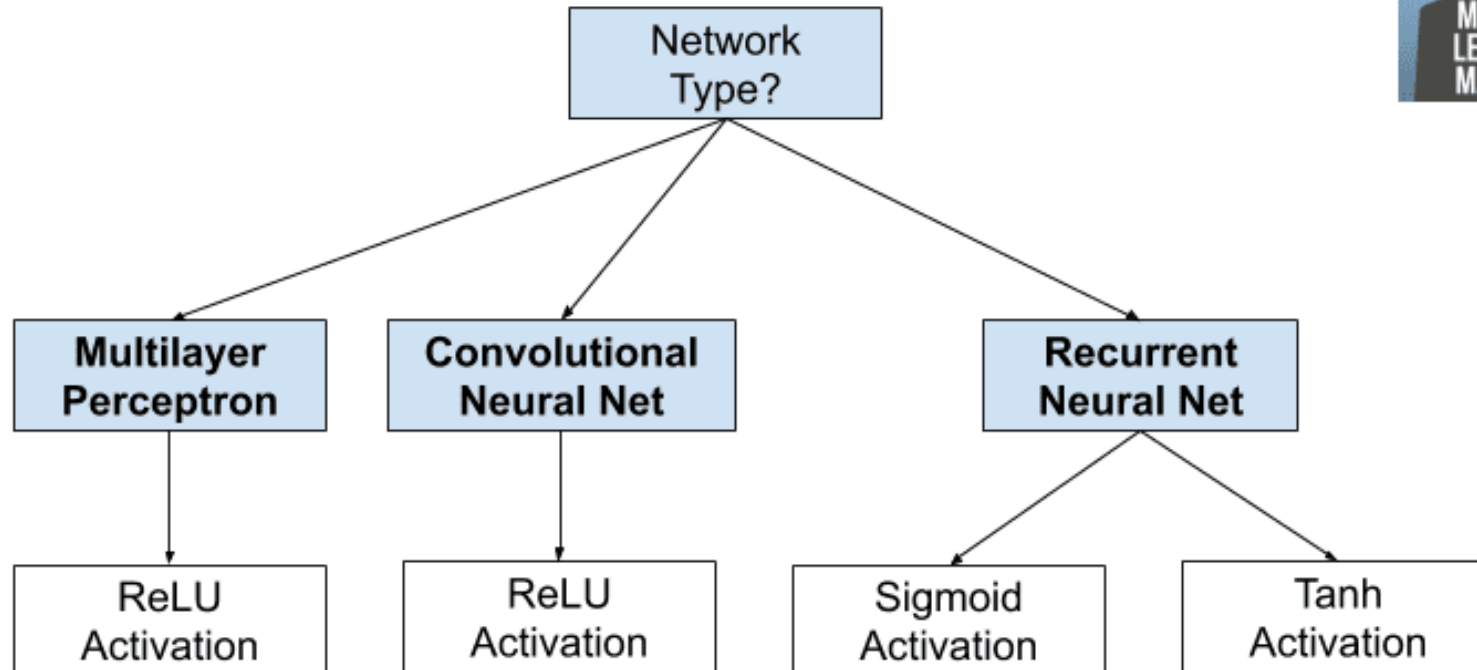 Network
Type?
Multilayer
Perceptron
Convolutional
Neural Net
Recurrent
Neural Net
ReLU
Activation
ReLU
Activation
Sigmoid
Activation
Tanh
Activation